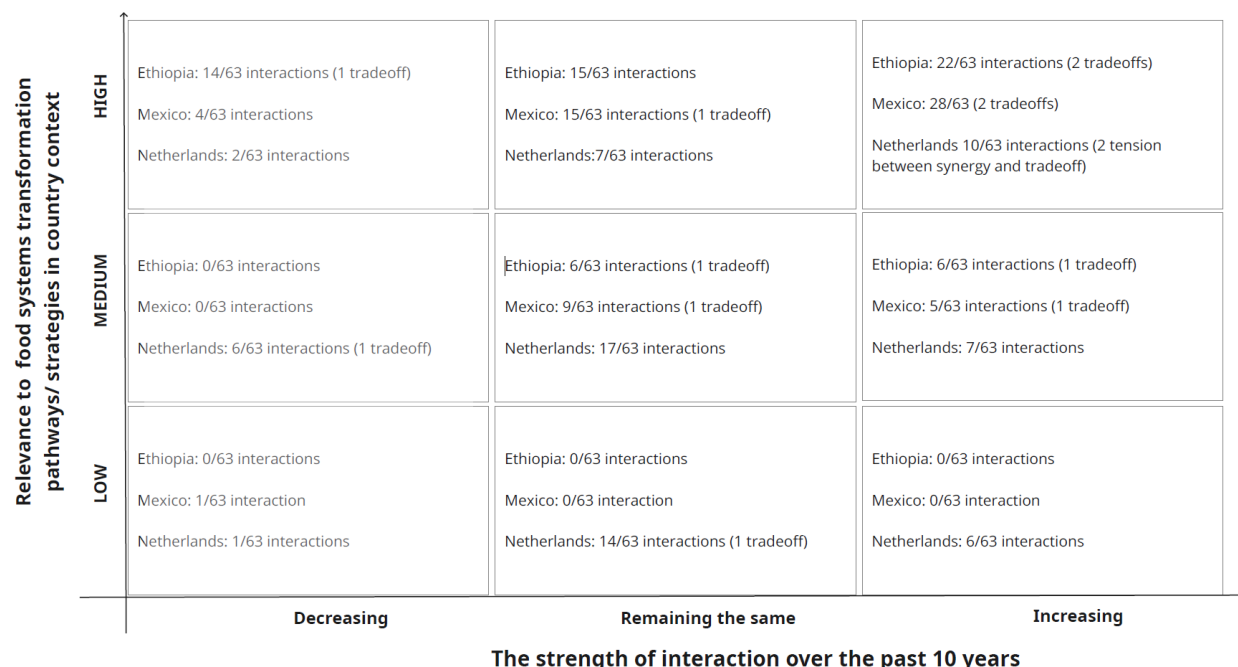 Relevance to food systems transformation
pathways/ strategies in country context
HIGH
Ethiopia: 14/63 interactions (1 tradeoff)
Mexico: 4/63 interactions
Netherlands: 2/63 interactions
Ethiopia: 15/63 interactions
Mexico: 15/63 interactions (1 tradeoff)
Netherlands:7/63 interactions
Ethiopia: 22/63 interactions (2 tradeoffs)
Mexico: 28/63 (2 tradeoffs)
Netherlands 10/63 interactions (2 tension
between synergy and tradeoff)
MEDIUM
Ethiopia: 0/63 interactions
Mexico: 0/63 interactions
Netherlands: 6/63 interactions (1 tradeoff)
Ethiopia: 6/63 interactions (1 tradeoff)
Mexico: 9/63 interactions (1 tradeoff)
Netherlands: 17/63 interactions
Ethiopia: 6/63 interactions (1 tradeoff)
Mexico: 5/63 interactions (1 tradeoff)
Netherlands: 7/63 interactions
LOW
Ethiopia: 0/63 interactions
Mexico: 1/63 interaction
Netherlands: 1/63 interactions
Ethiopia: 0/63 interactions
Mexico: 0/63 interaction
Netherlands: 14/63 interactions (1 tradeoff)
Ethiopia: 0/63 interactions
Mexico: 0/63 interaction
Netherlands: 6/63 interactions
Decreasing
Remaining the same
Increasing
The strength of interaction over the past 10 years